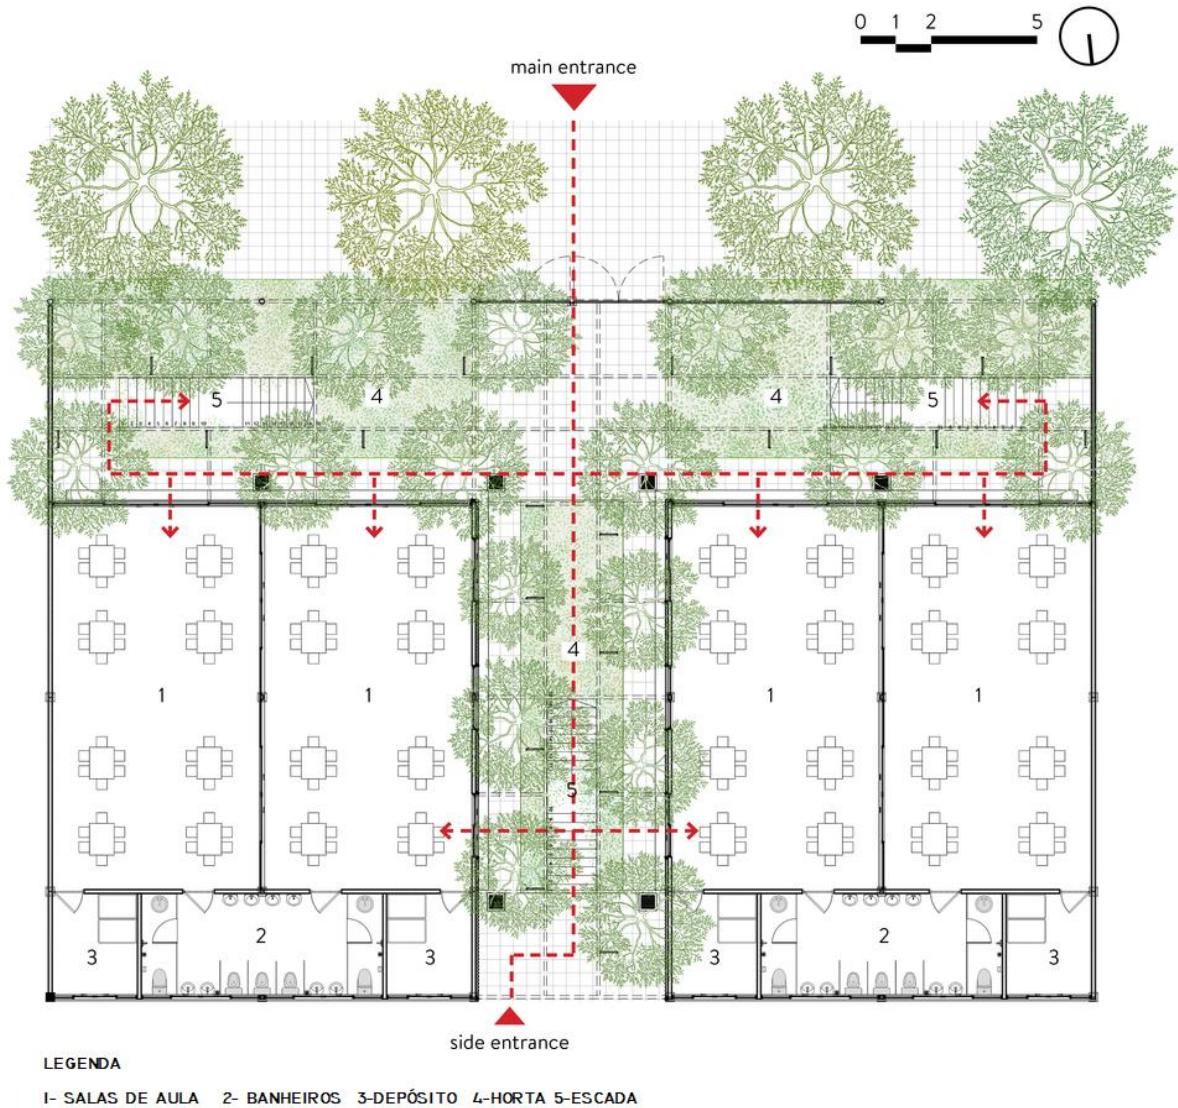 0 1 2 5
main entrance
5 4 4 5
4
1 1 1 1
5
2 2
3 3 3 3
side entrance
LEGENDA
1- SALAS DE AULA 2- BANHEIROS 3-DEPÓSITO 4-HORTA 5-ESCADA